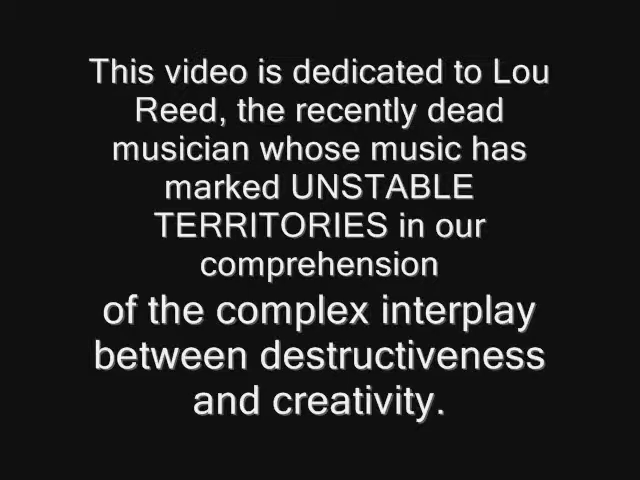 This video is dedicated to Lou
Reed, the recently dead
musician whose music has
marked UNSTABLE
TERRITORIES in our
comprehension
of the complex interplay
between destructiveness
and creativity.